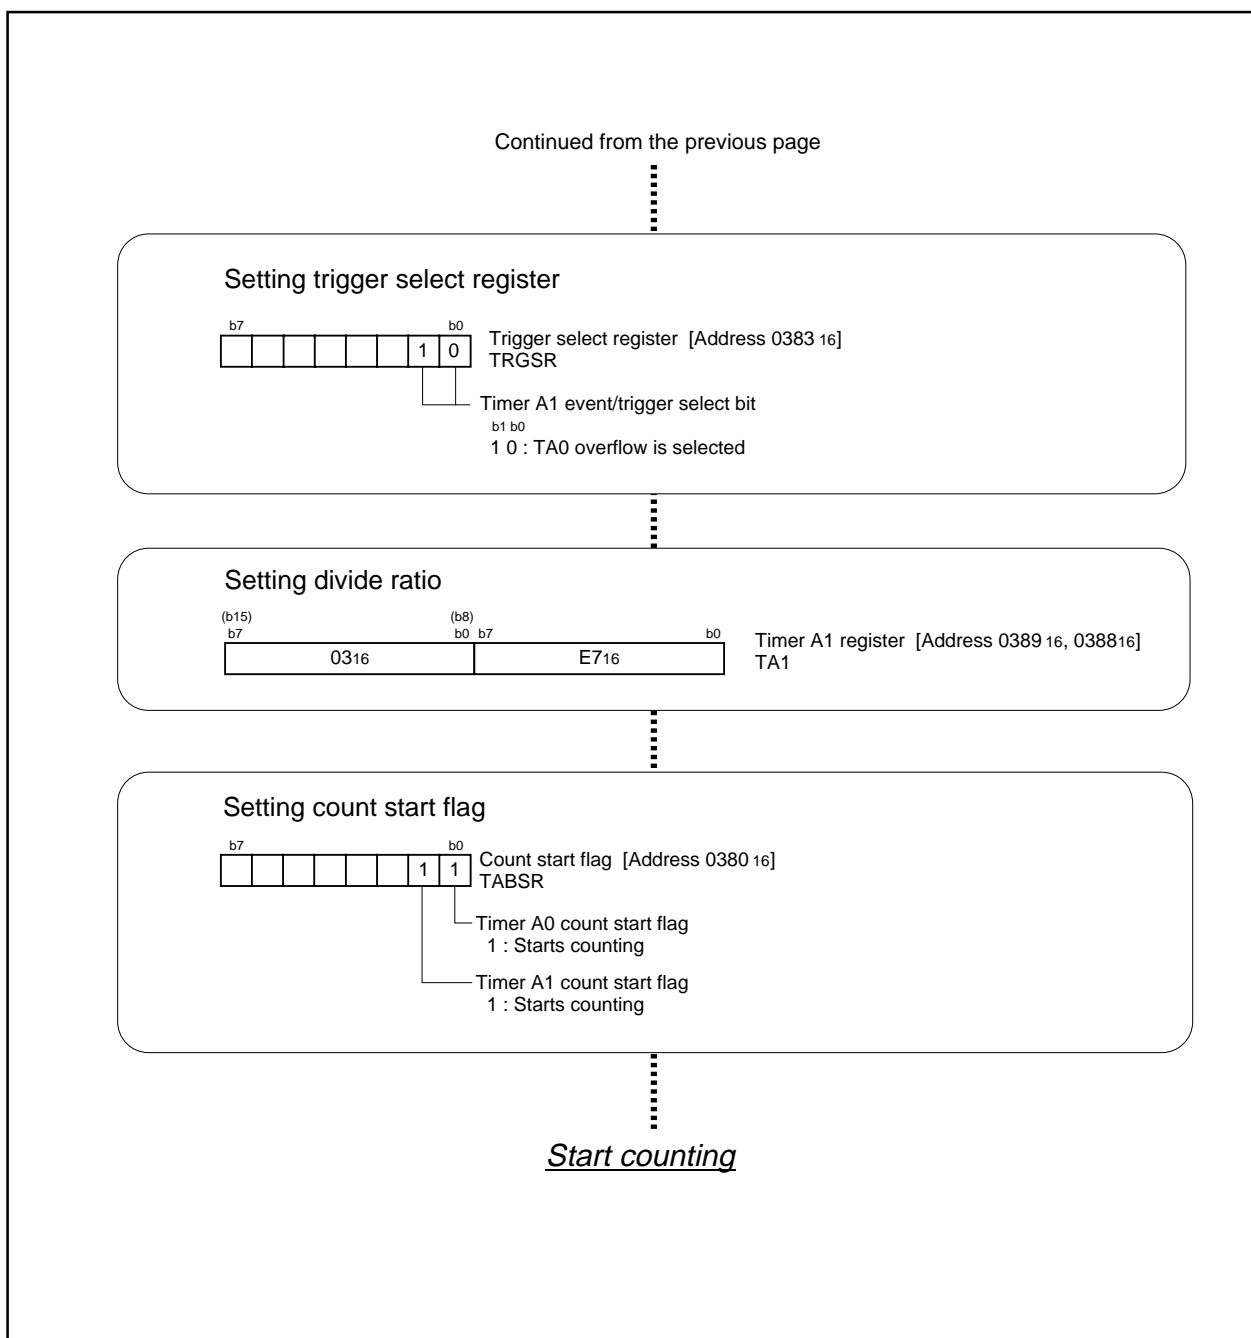 Continued from the previous page
Setting trigger select register
b7 b0
1 0
Trigger select register [Address 0383 16]
TRGSR
Timer A1 event/trigger select bit
b1 b0
1 0 : TA0 overflow is selected
Setting divide ratio
(b15) (b8)
b7 b0 b7 b0
0316 E716
Timer A1 register [Address 0389 16, 038816]
TA1
Setting count start flag
b7 b0
1 1
Count start flag [Address 0380 16]
TABSR
Timer A0 count start flag
1 : Starts counting
Timer A1 count start flag
1 : Starts counting
Start counting